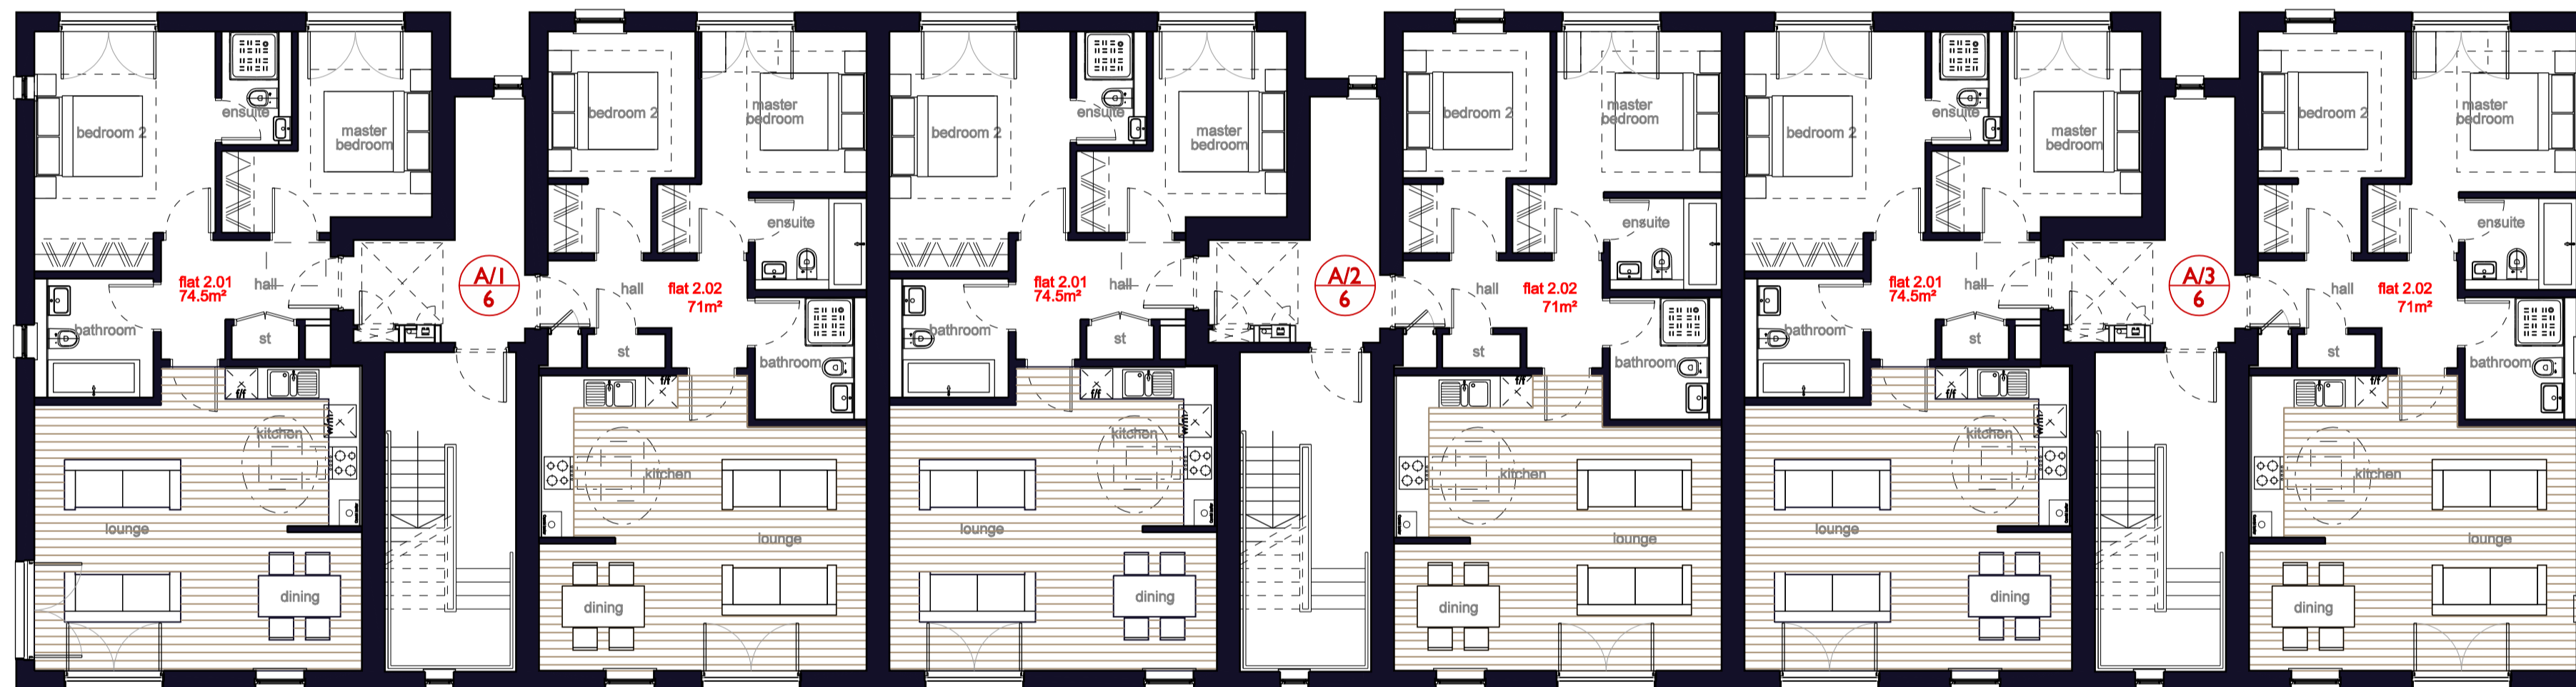 bedroom 2
ensuite
master
bedroom
flat 2.01
74.5m²
hall
bathroom
st
f/f
kitchen
w/m
lounge
dining
A/1
6
bedroom 2
master
bedroom
ensuite
hall
flat 2.02
71m²
st
bathroom
f/f
kitchen
lounge
dining
bedroom 2
ensuite
master
bedroom
flat 2.01
74.5m²
hall
bathroom
st
f/f
kitchen
w/m
lounge
dining
A/2
6
bedroom 2
master
bedroom
ensuite
hall
flat 2.02
71m²
st
bathroom
f/f
kitchen
lounge
dining
bedroom 2
ensuite
master
bedroom
flat 2.01
74.5m²
hall
bathroom
st
f/f
kitchen
w/m
lounge
dining
A/3
6
bedroom 2
master
bedroom
ensuite
hall
flat 2.02
71m²
st
bathroom
f/f
kitchen
lounge
dining